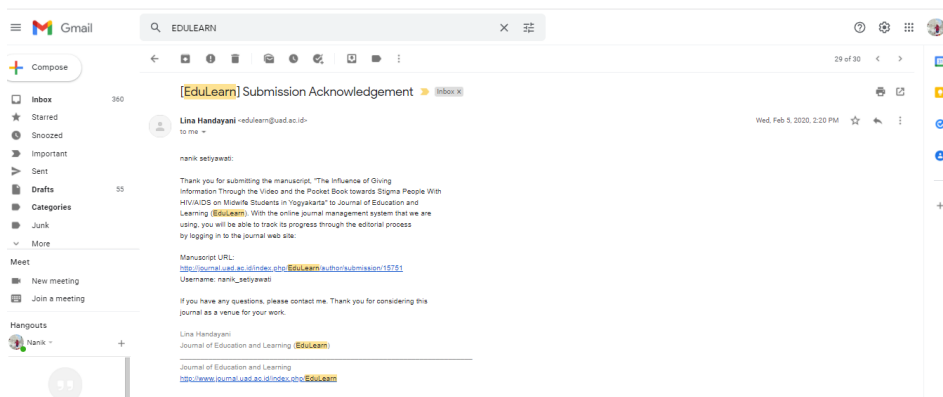 Gmail
EDULEARN
Compose
29 of 30
Inbox 360
Starred
Snoozed
Important
Sent
Drafts 55
Categories
Junk
More
Meet
New meeting
Join a meeting
Hangouts
Nanik
[EduLearn] Submission Acknowledgement
Inbox x
Lina Handayani <edulearn@uad.ac.id>
Wed, Feb 5, 2020, 2:20 PM
to me
nanik setiyawati:
Thank you for submitting the manuscript, "The Influence of Giving
Information Through the Video and the Pocket Book towards Stigma People With
HIV/AIDS on Midwife Students in Yogyakarta" to Journal of Education and
Learning (EduLearn). With the online journal management system that we are
using, you will be able to track its progress through the editorial process
by logging in to the journal web site:
Manuscript URL:
http://journal.uad.ac.id/index.php/EduLearn/author/submission/15751
Username: nanik_setiyawati
If you have any questions, please contact me. Thank you for considering this
journal as a venue for your work.
Lina Handayani
Journal of Education and Learning (EduLearn)
Journal of Education and Learning
http://www.journal.uad.ac.id/index.php/EduLearn